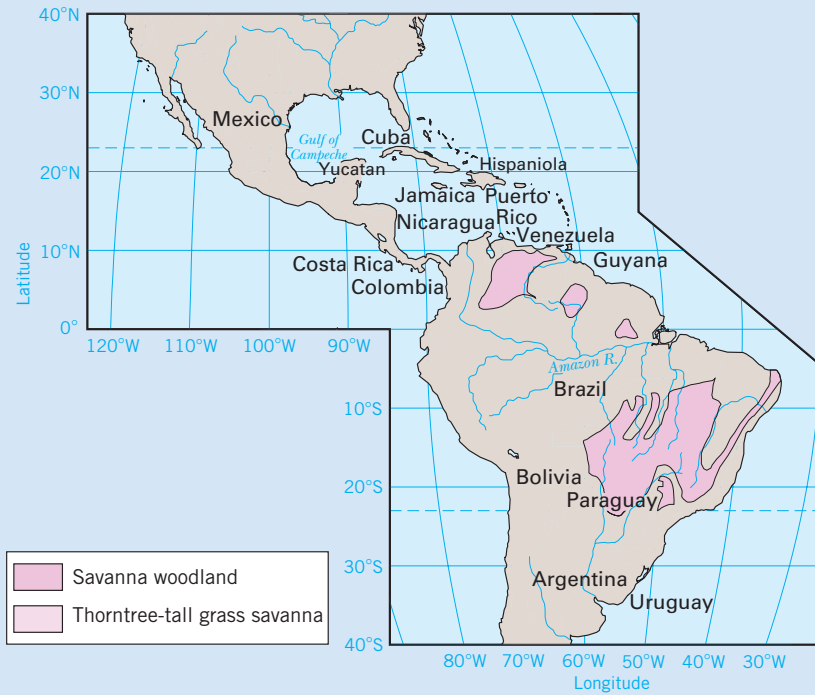 40°N
30°N
20°N
10°N
0°
Latitude
120°W 110°W 100°W 90°W
Mexico
Gulf of
Campeche
Cuba
Yucatan
Hispaniola
Jamaica
Puerto
Rico
Nicaragua
Venezuela
Costa Rica
Guyana
Colombia
Amazon R.
Brazil
10°S
Bolivia
20°S
Paraguay
30°S
Argentina
Uruguay
40°S
80°W 70°W 60°W 50°W 40°W 30°W
Longitude
Savanna woodland
Thorntree-tall grass savanna